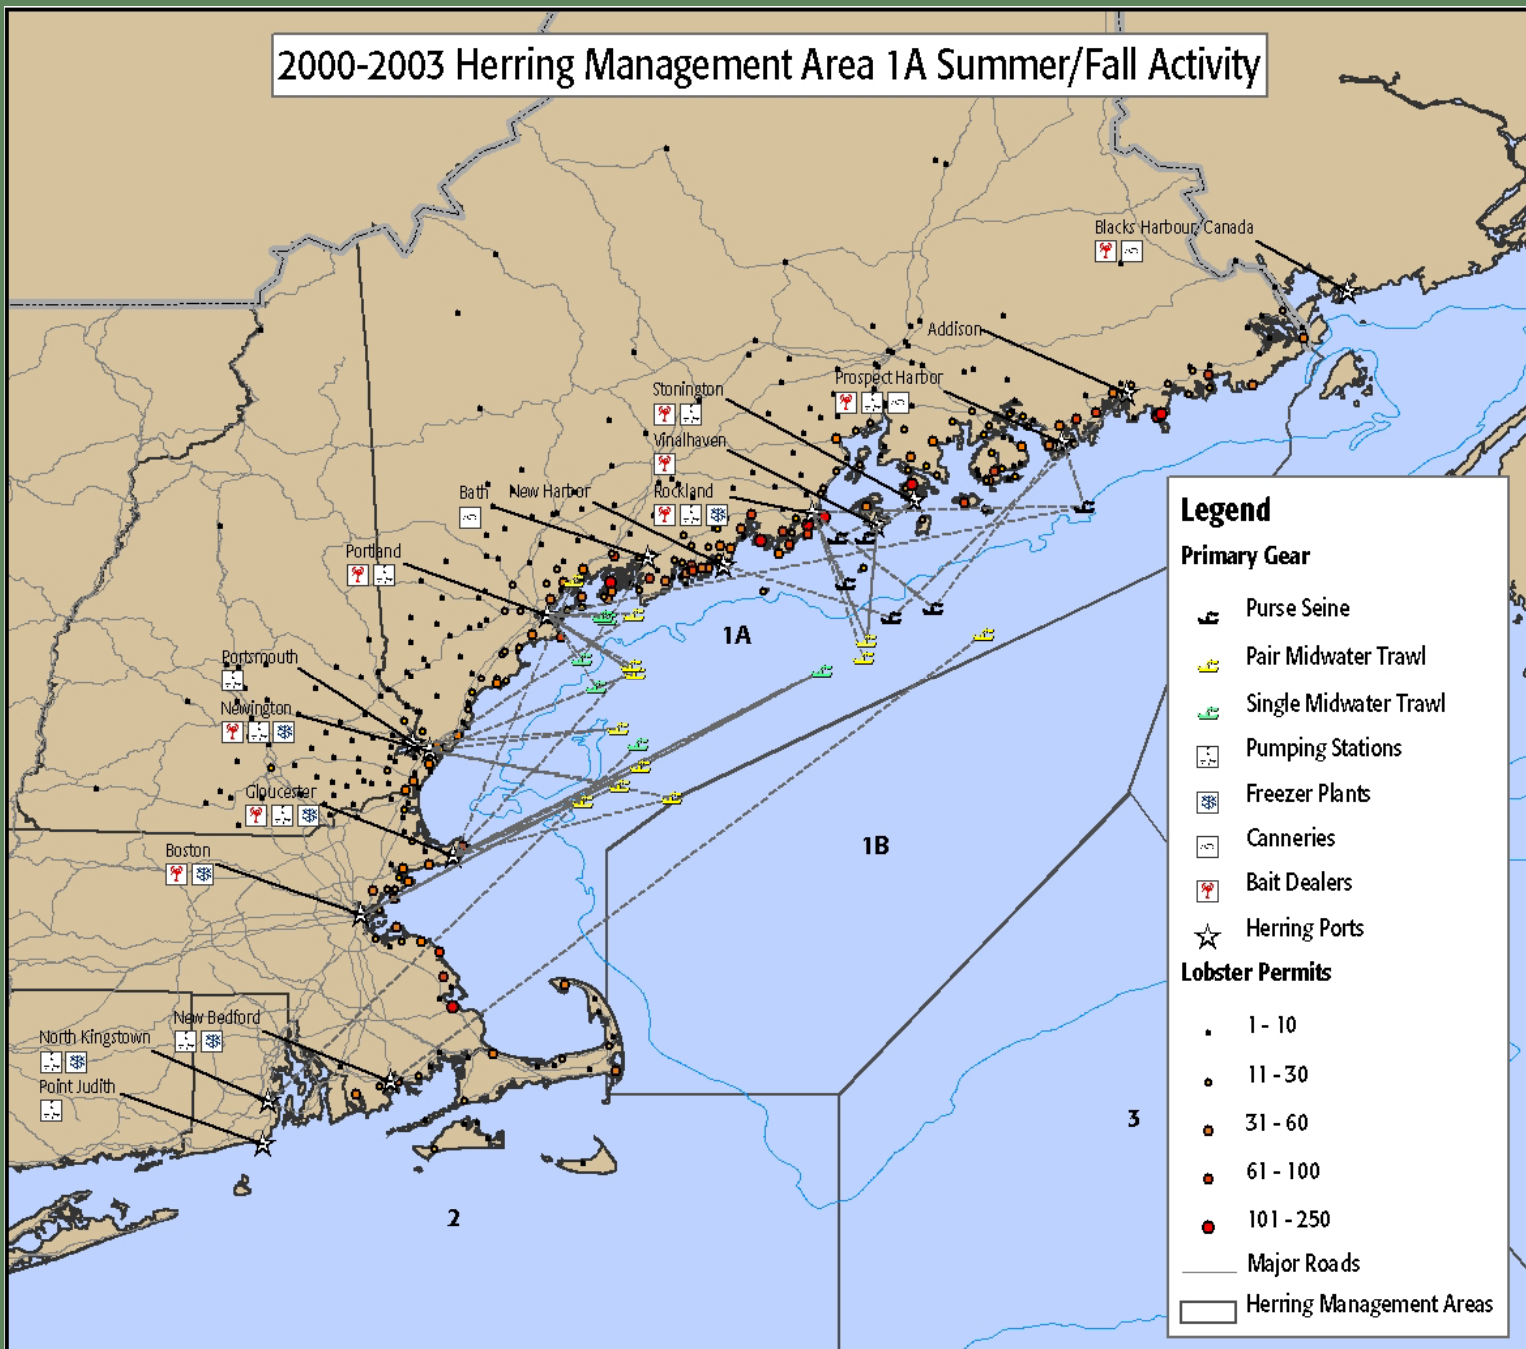 2000-2003 Herring Management Area 1A Summer/Fall Activity
Blacks Harbour, Canada
Addison
Prospect Harbor
Stonington
Vinalhaven
Rockland
New Harbor
Bath
Portland
Portsmouth
Newington
Gloucester
Boston
New Bedford
North Kingstown
Point Judith
1A
1B
2
3
Legend
Primary Gear
Purse Seine
Pair Midwater Trawl
Single Midwater Trawl
Pumping Stations
Freezer Plants
Canneries
Bait Dealers
Herring Ports
Lobster Permits
1 - 10
11 - 30
31 - 60
61 - 100
101 - 250
Major Roads
Herring Management Areas